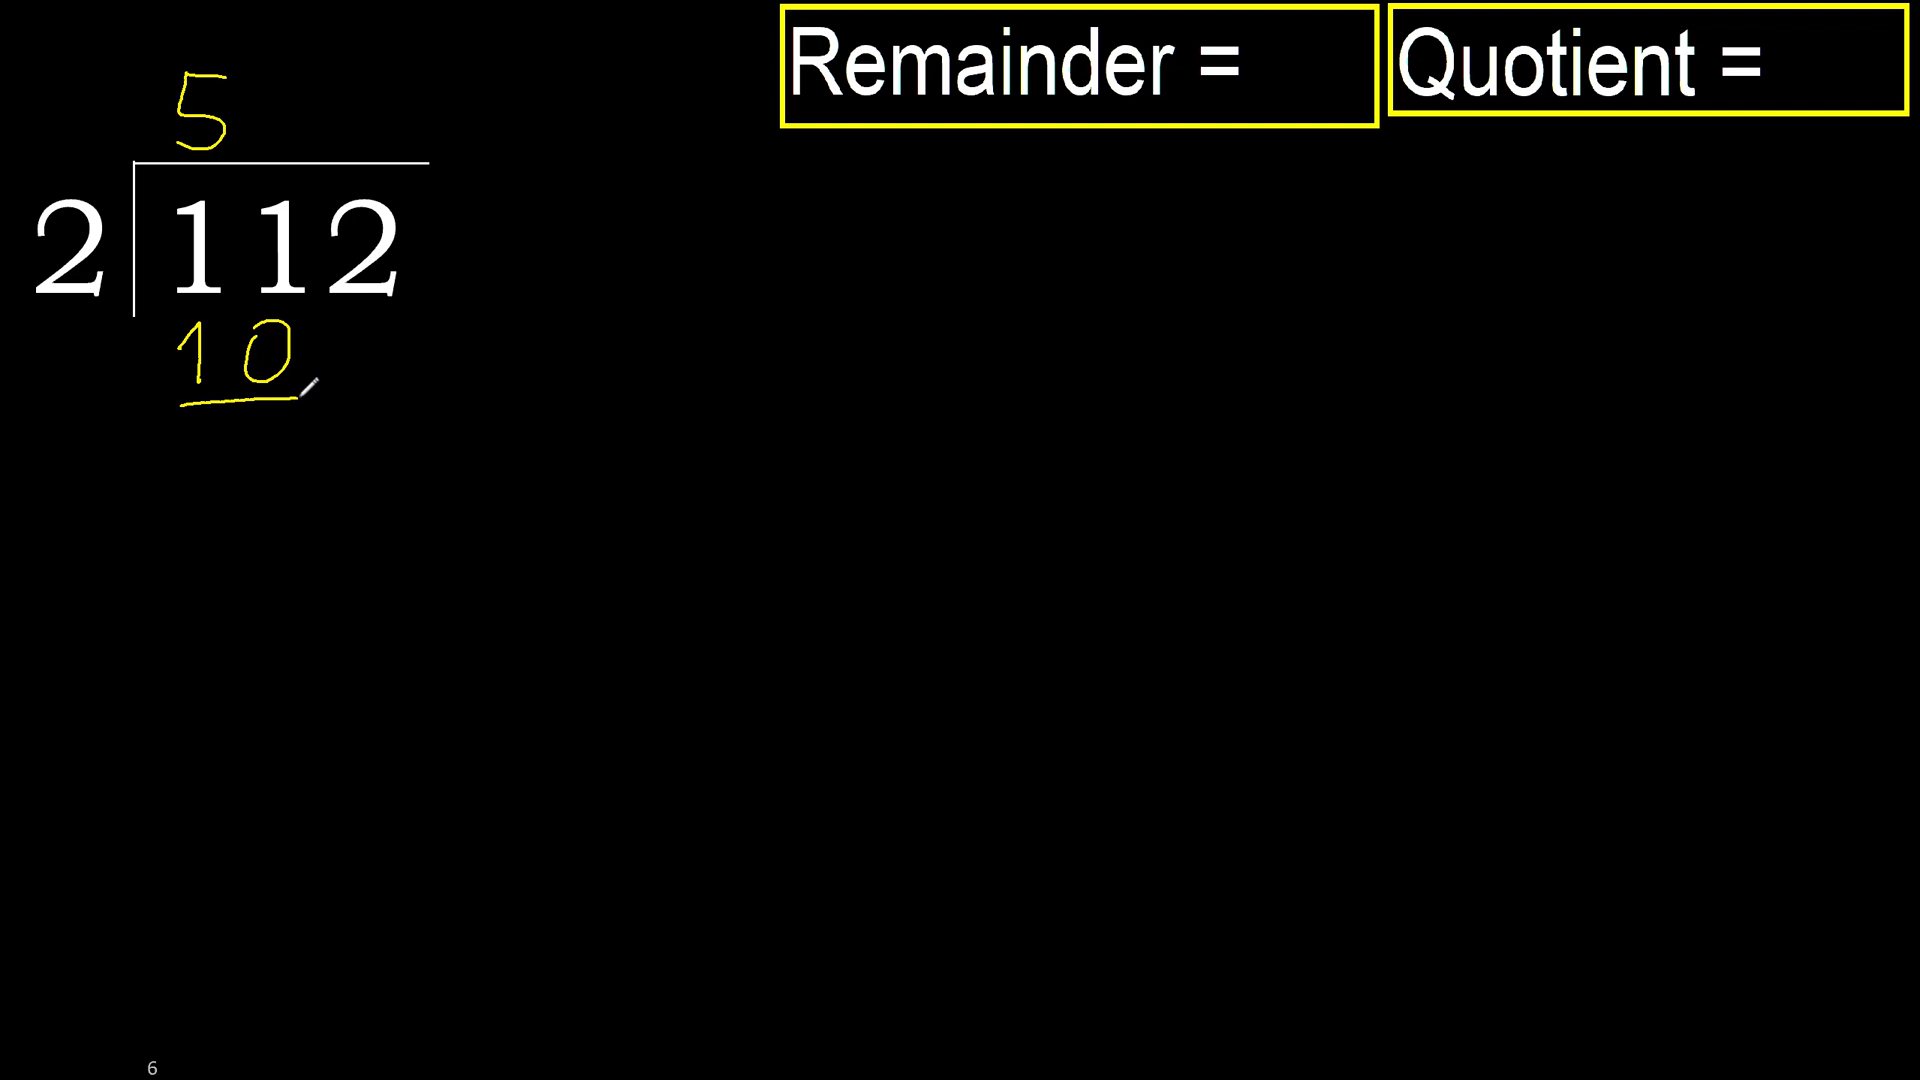 Remainder =
Quotient =
5
2 112
10
6